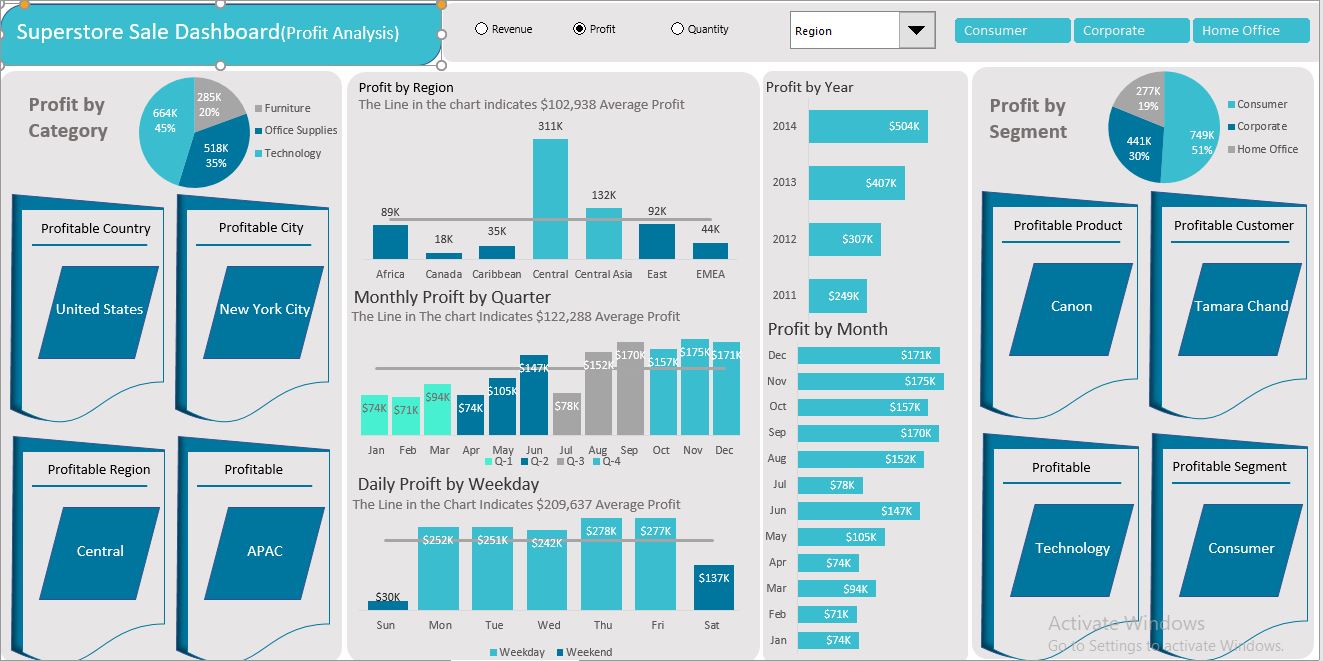 Superstore Sale Dashboard(Profit Analysis)
Revenue
Profit
Quantity
Region
Consumer
Corporate
Home Office
Profit by
Category
664K
45%
285K
20%
518K
35%
Furniture
Office Supplies
Technology
Profitable Country
United States
Profitable City
New York City
Profitable Region
Central
Profitable
APAC
Profit by Region
The Line in the chart indicates $102,938 Average Profit
89K
18K
35K
311K
132K
92K
44K
Africa
Canada
Caribbean
Central
Central Asia
East
EMEA
Monthly Proift by Quarter
The Line in The chart Indicates $122,288 Average Profit
$74K
$71K
$94K
$74K
$105K
$147K
$78K
$152K
$170K
$157K
$175K
$171K
Jan
Feb
Mar
Apr
May
Jun
Jul
Aug
Sep
Oct
Nov
Dec
Q-1
Q-2
Q-3
Q-4
Daily Proift by Weekday
The Line in the Chart Indicates $209,637 Average Profit
$30K
$252K
$251K
$242K
$278K
$277K
$137K
Sun
Mon
Tue
Wed
Thu
Fri
Sat
Weekday
Weekend
Profit by Year
2014
$504K
2013
$407K
2012
$307K
2011
$249K
Profit by Month
Dec
$171K
Nov
$175K
Oct
$157K
Sep
$170K
Aug
$152K
Jul
$78K
Jun
$147K
May
$105K
Apr
$74K
Mar
$94K
Feb
$71K
Jan
$74K
Profit by
Segment
277K
19%
441K
30%
749K
51%
Consumer
Corporate
Home Office
Profitable Product
Canon
Profitable Customer
Tamara Chand
Profitable
Technology
Profitable Segment
Consumer
Activate Windows
Go to Settings to activate Windows.